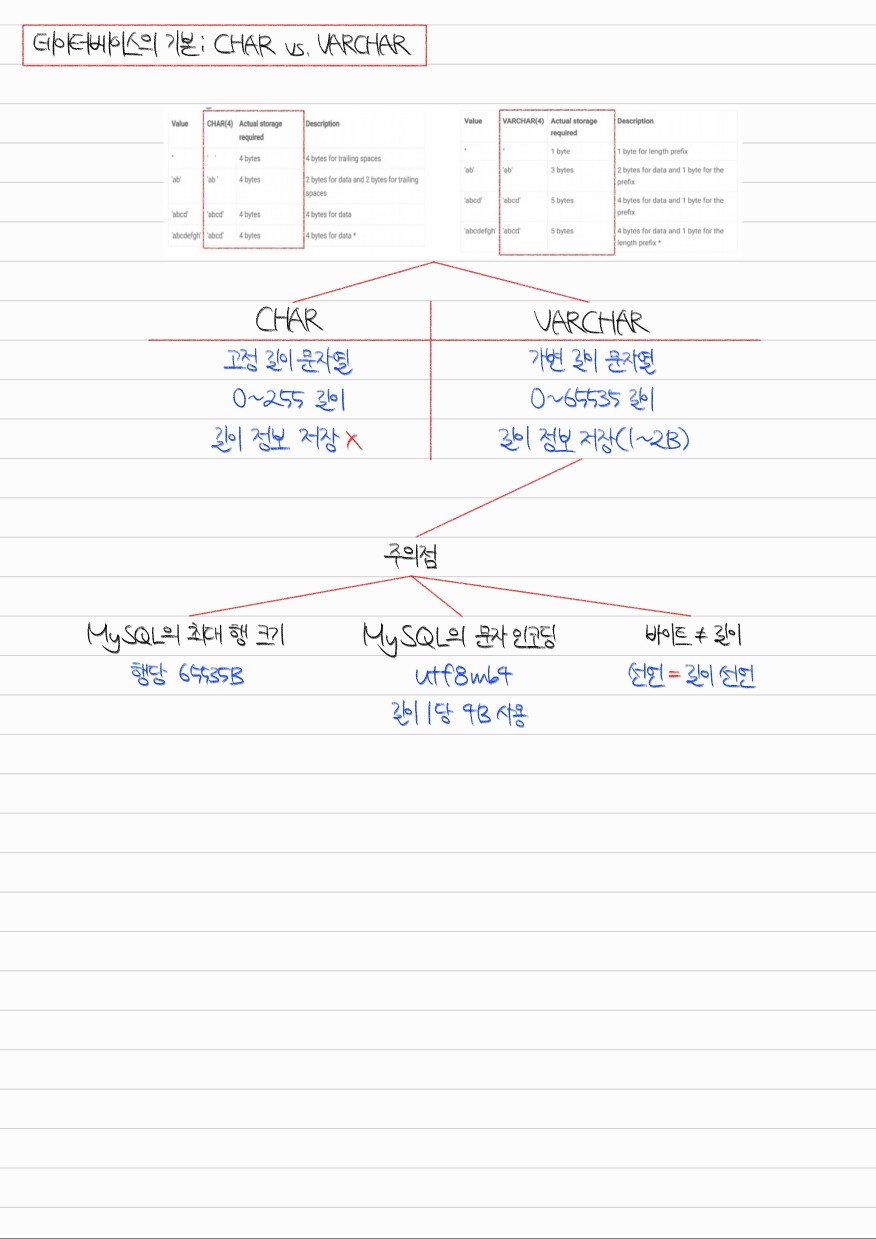 데이터베이스의 기본: CHAR vs. VARCHAR
Value CHAR(4) Actual storage required Description
'' '    ' 4 bytes 4 bytes for trailing spaces
'ab' 'ab  ' 4 bytes 2 bytes for data and 2 bytes for trailing spaces
'abcd' 'abcd' 4 bytes 4 bytes for data
'abcdefgh' 'abcd' 4 bytes 4 bytes for data *
Value VARCHAR(4) Actual storage required Description
'' '' 1 byte 1 byte for length prefix
'ab' 'ab' 3 bytes 2 bytes for data and 1 byte for the prefix
'abcd' 'abcd' 5 bytes 4 bytes for data and 1 byte for the prefix
'abcdefgh' 'abcd' 5 bytes 4 bytes for data and 1 byte for the length prefix *
CHAR VARCHAR
고정 길이 문자열 가변 길이 문자열
0~255 길이 0~65535 길이
길이 정보 저장 X 길이 정보 저장(1~2B)
주의점
MySQL의 최대 행 크기 MySQL의 문자 인코딩 바이트 ≠ 길이
행당 65535B utf8mb4 선언 = 길이 선언
길이 1당 4B 사용